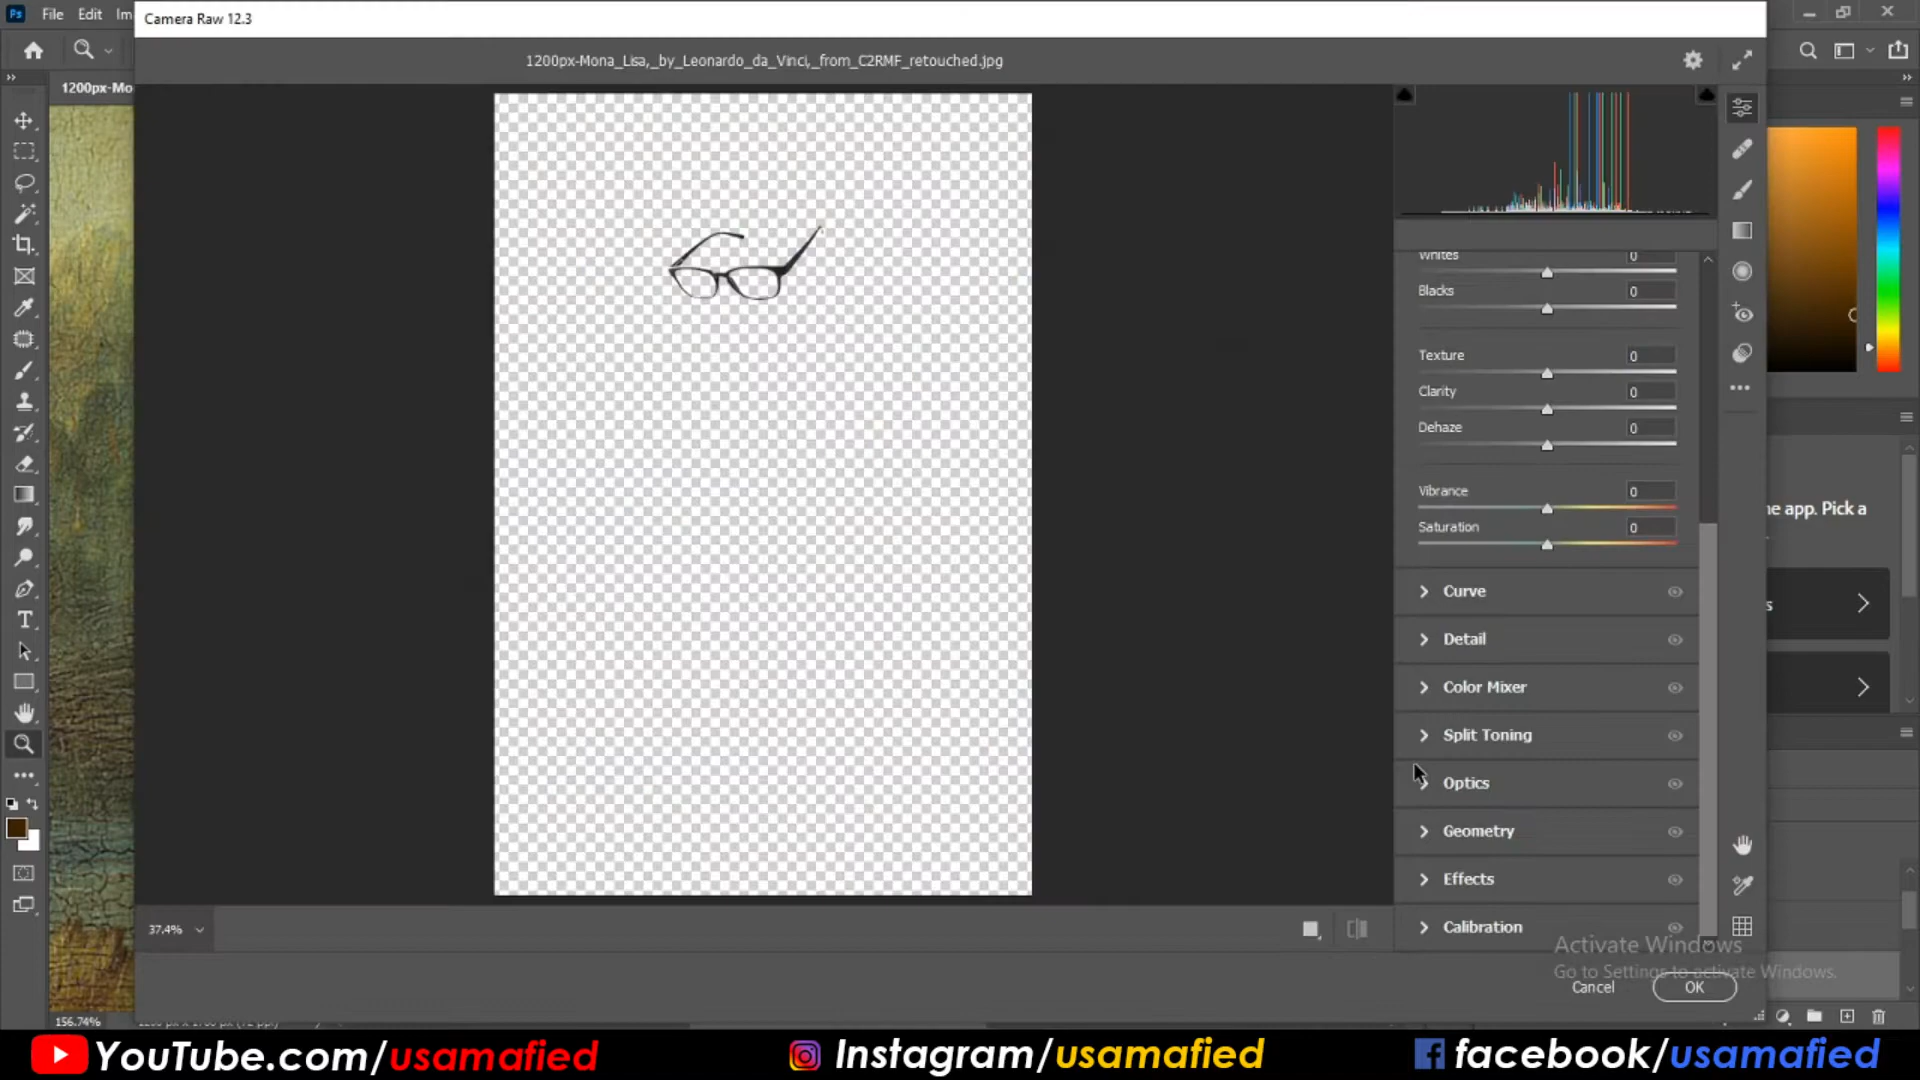 Camera Raw 12.3
Ps File Edit Im
1200px-Mona_Lisa,_by_Leonardo_da_Vinci,_from_C2RMF_retouched.jpg
1200px-Mo
Whites 0
Blacks 0
Texture 0
Clarity 0
Dehaze 0
Vibrance 0
Saturation 0
ne app. Pick a
s
Curve
Detail
Color Mixer
Split Toning
Optics
Geometry
Effects
Calibration
37.4%
Activate Windows
Go to Settings to activate Windows.
Cancel OK
156.74%
YouTube.com/usamafied Instagram/usamafied facebook/usamafied